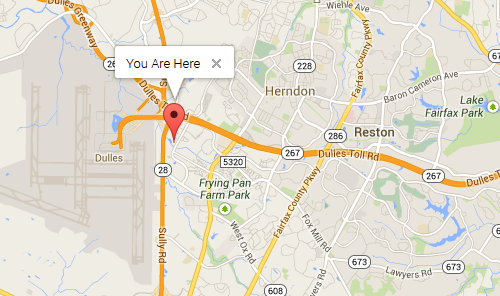 Wiehle Ave
Dulles Greenway
267
Fairfax County Pkwy
You Are Here
228
Baron Cameron Ave
Herndon
Lake
Fairfax Park
Dulles
286
Reston
5320
267
Dulles Toll Rd
28
267
Frying Pan
Farm Park
Fairfax County Pkwy
Fox Mill Rd
West Ox Rd
Sully Rd
673
602
673
Lawyers Rd
608